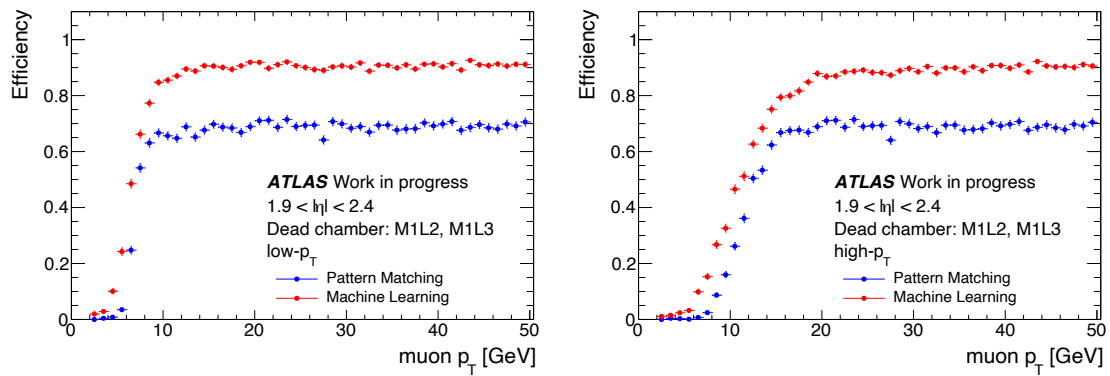 Efficiency
1
0.8
0.6
0.4
0.2
0
ATLAS Work in progress
1.9 < |η| < 2.4
Dead chamber: M1L2, M1L3
low-p_T
Pattern Matching
Machine Learning
0 10 20 30 40 50
muon p_T [GeV]
Efficiency
1
0.8
0.6
0.4
0.2
0
ATLAS Work in progress
1.9 < |η| < 2.4
Dead chamber: M1L2, M1L3
high-p_T
Pattern Matching
Machine Learning
0 10 20 30 40 50
muon p_T [GeV]